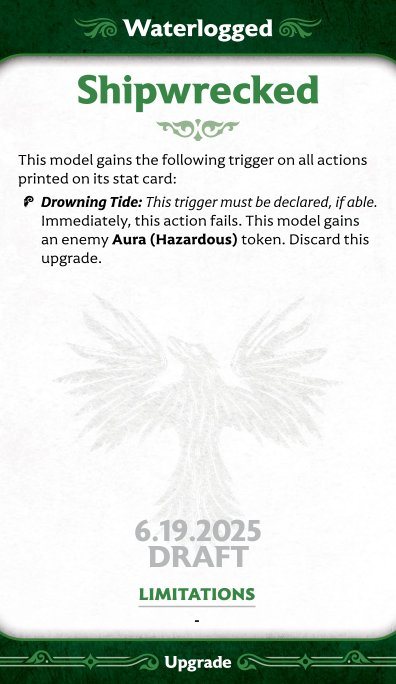 Waterlogged
Shipwrecked
This model gains the following trigger on all actions
printed on its stat card:
Drowning Tide: This trigger must be declared, if able.
Immediately, this action fails. This model gains
an enemy Aura (Hazardous) token. Discard this
upgrade.
6.19.2025
DRAFT
LIMITATIONS
-
Upgrade